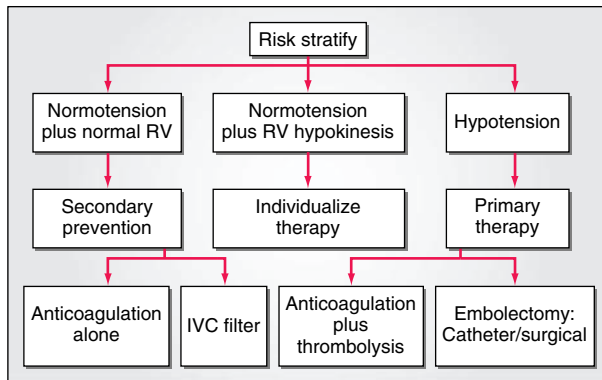 Risk stratify
Normotension
plus normal RV
Normotension
plus RV hypokinesis
Hypotension
Secondary
prevention
Individualize
therapy
Primary
therapy
Anticoagulation
alone
IVC filter
Anticoagulation
plus
thrombolysis
Embolectomy:
Catheter/surgical